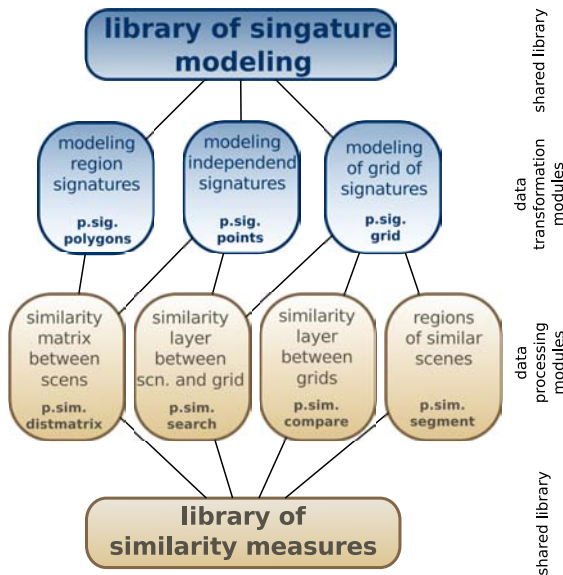 library of singature
modeling
shared library
modeling
region
signatures
p.sig.
polygons
modeling
independend
signatures
p.sig.
points
modeling
of grid of
signatures
p.sig.
grid
data
transformation
modules
similarity
matrix
between
scens
p.sim.
distmatrix
similarity
layer
between
scn. and grid
p.sim.
search
similarity
layer
between
grids
p.sim.
compare
regions
of similar
scenes
p.sim.
segment
data
processing
modules
library of
similarity measures
shared library